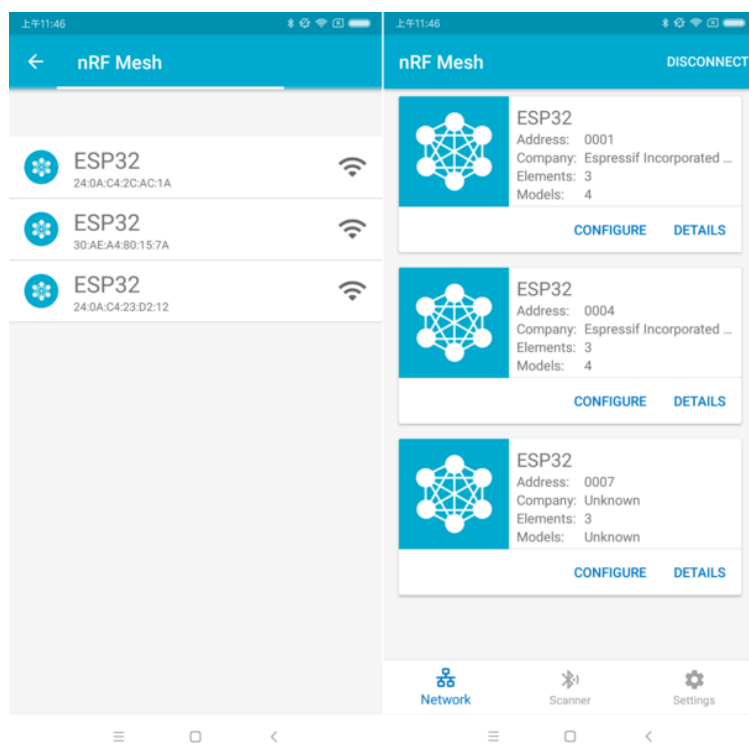 上午11:46
nRF Mesh
ESP32
24:0A:C4:2C:AC:1A
ESP32
30:AE:A4:80:15:7A
ESP32
24:0A:C4:23:D2:12
上午11:46
nRF Mesh DISCONNECT
ESP32
Address: 0001
Company: Espressif Incorporated ...
Elements: 3
Models: 4
CONFIGURE DETAILS
ESP32
Address: 0004
Company: Espressif Incorporated ...
Elements: 3
Models: 4
CONFIGURE DETAILS
ESP32
Address: 0007
Company: Unknown
Elements: 3
Models: Unknown
CONFIGURE DETAILS
Network Scanner Settings